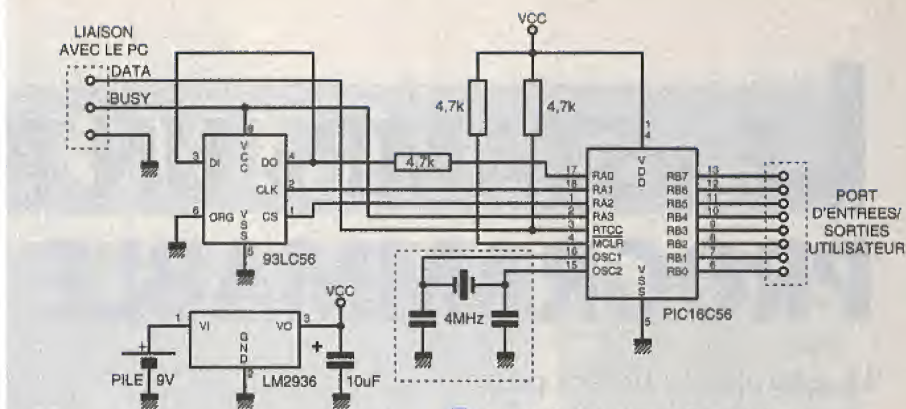 LIAISON
AVEC LE PC
DATA
BUSY
VCC
4,7k
4,7k
4,7k
8
3
DI
VCC
DO
4
CLK
2
6
ORG
VSS
CS
1
5
93LC56
1
4
VDD
17
RA0
18
RA1
1
RA2
2
RA3
3
RTCC
4
MCLR
16
OSC1
15
OSC2
VSS
5
RB7
13
RB6
12
RB5
11
RB4
10
RB3
9
RB2
8
RB1
7
RB0
6
PIC16C56
PORT
D'ENTREES/
SORTIES
UTILISATEUR
4MHz
VCC
1
VI
VO
3
GND
2
LM2936
+
PILE
9V
+
10uF